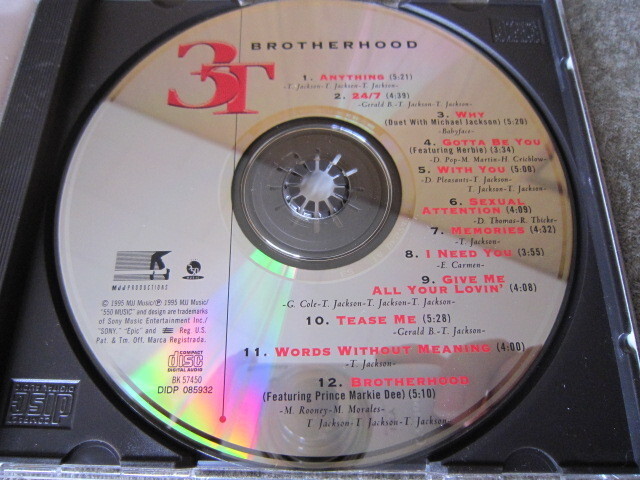 3T
BROTHERHOOD
1. ANYTHING (5:21)
-T. Jackson-T. Jackson-T. Jackson-
2. 24/7 (4:39)
-Gerald B.-T. Jackson-T. Jackson-
3. WHY
(Duet With Michael Jackson) (5:20)
-Babyface-
4. GOTTA BE YOU
(Featuring Herbie) (3:34)
-D. Pop-M. Martin-H. Crichlow-
5. WITH YOU (5:00)
-D. Pleasants-T. Jackson-
T. Jackson-T. Jackson-
6. SEXUAL
ATTENTION (4:09)
-D. Thomas-R. Thicke-
7. MEMORIES (4:32)
-T. Jackson-
8. I NEED YOU (3:55)
-E. Carmen-
9. GIVE ME
ALL YOUR LOVIN' (4:08)
-G. Cole-T. Jackson-T. Jackson-T. Jackson-
10. TEASE ME (5:28)
-Gerald B.-T. Jackson-
11. WORDS WITHOUT MEANING (4:00)
-T. Jackson-
12. BROTHERHOOD
(Featuring Prince Markie Dee) (5:10)
-M. Rooney-M. Morales-
T. Jackson-T. Jackson-T. Jackson-
MJJ PRODUCTIONS
© 1995 MJJ Music/℗ 1995 MJJ Music/
"550 MUSIC" and design are trademarks
of Sony Music Entertainment Inc./
"SONY," "Epic" and Reg. U.S.
Pat. & Tm. Off. Marca Registrada.
COMPACT
disc
DIGITAL AUDIO
BK 57450
DIDP 085932